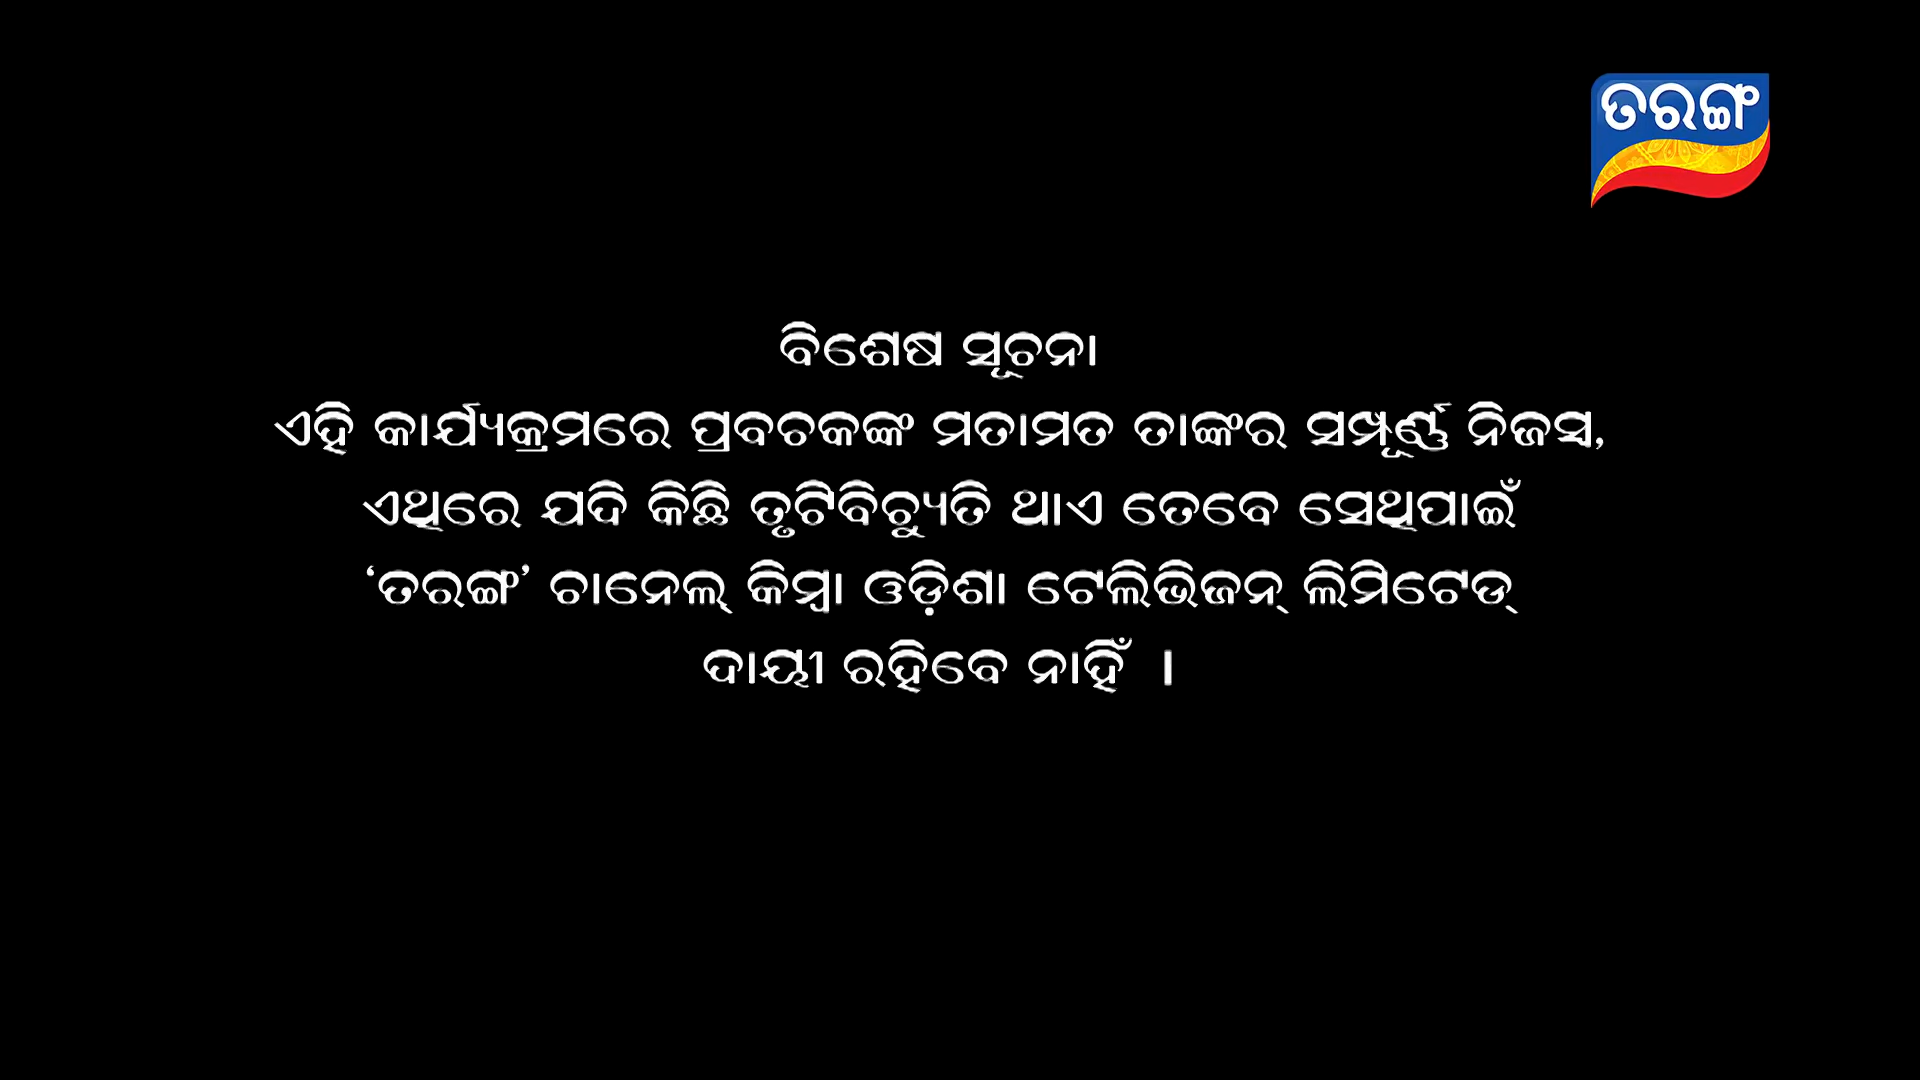 ତରଙ୍ଗ
ବିଶେଷ ସୂଚନା
ଏହି କାର୍ଯ୍ୟକ୍ରମରେ ପ୍ରବଚକଙ୍କ ମତାମତ ତାଙ୍କର ସମ୍ପୂର୍ଣ୍ଣ ନିଜସ୍ୱ,
ଏଥିରେ ଯଦି କିଛି ତୃଟିବିଚ୍ୟୁତି ଥାଏ ତେବେ ସେଥିପାଇଁ
‘ତରଙ୍ଗ’ ଚାନେଲ୍ କିମ୍ବା ଓଡ଼ିଶା ଟେଲିଭିଜନ୍ ଲିମିଟେଡ୍
ଦାୟୀ ରହିବେ ନାହିଁ ।